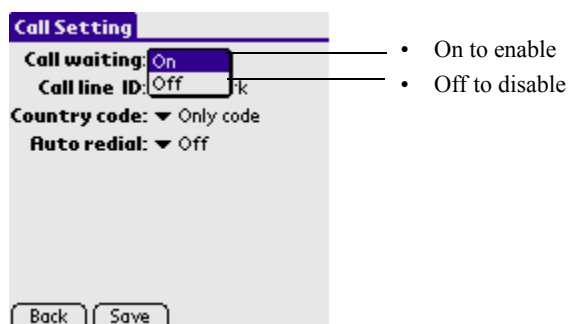 Call Setting
Call waiting: On
Off
Call line ID:
Country code: Only code
Auto redial: Off
Back Save
• On to enable
• Off to disable